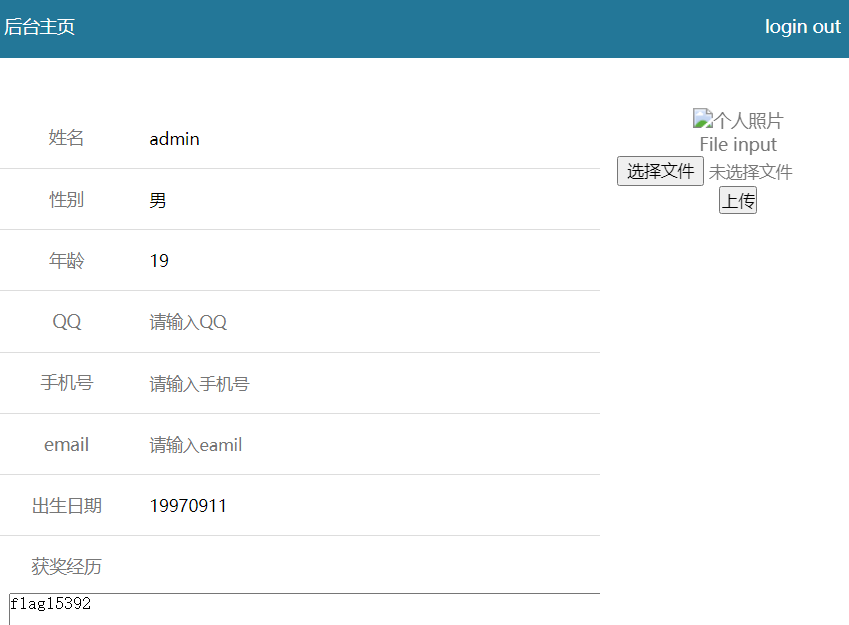 后台主页 login out
姓名 admin
性别 男
年龄 19
QQ 请输入QQ
手机号 请输入手机号
email 请输入eamil
出生日期 19970911
获奖经历
flag15392
个人照片
File input
选择文件 未选择文件
上传